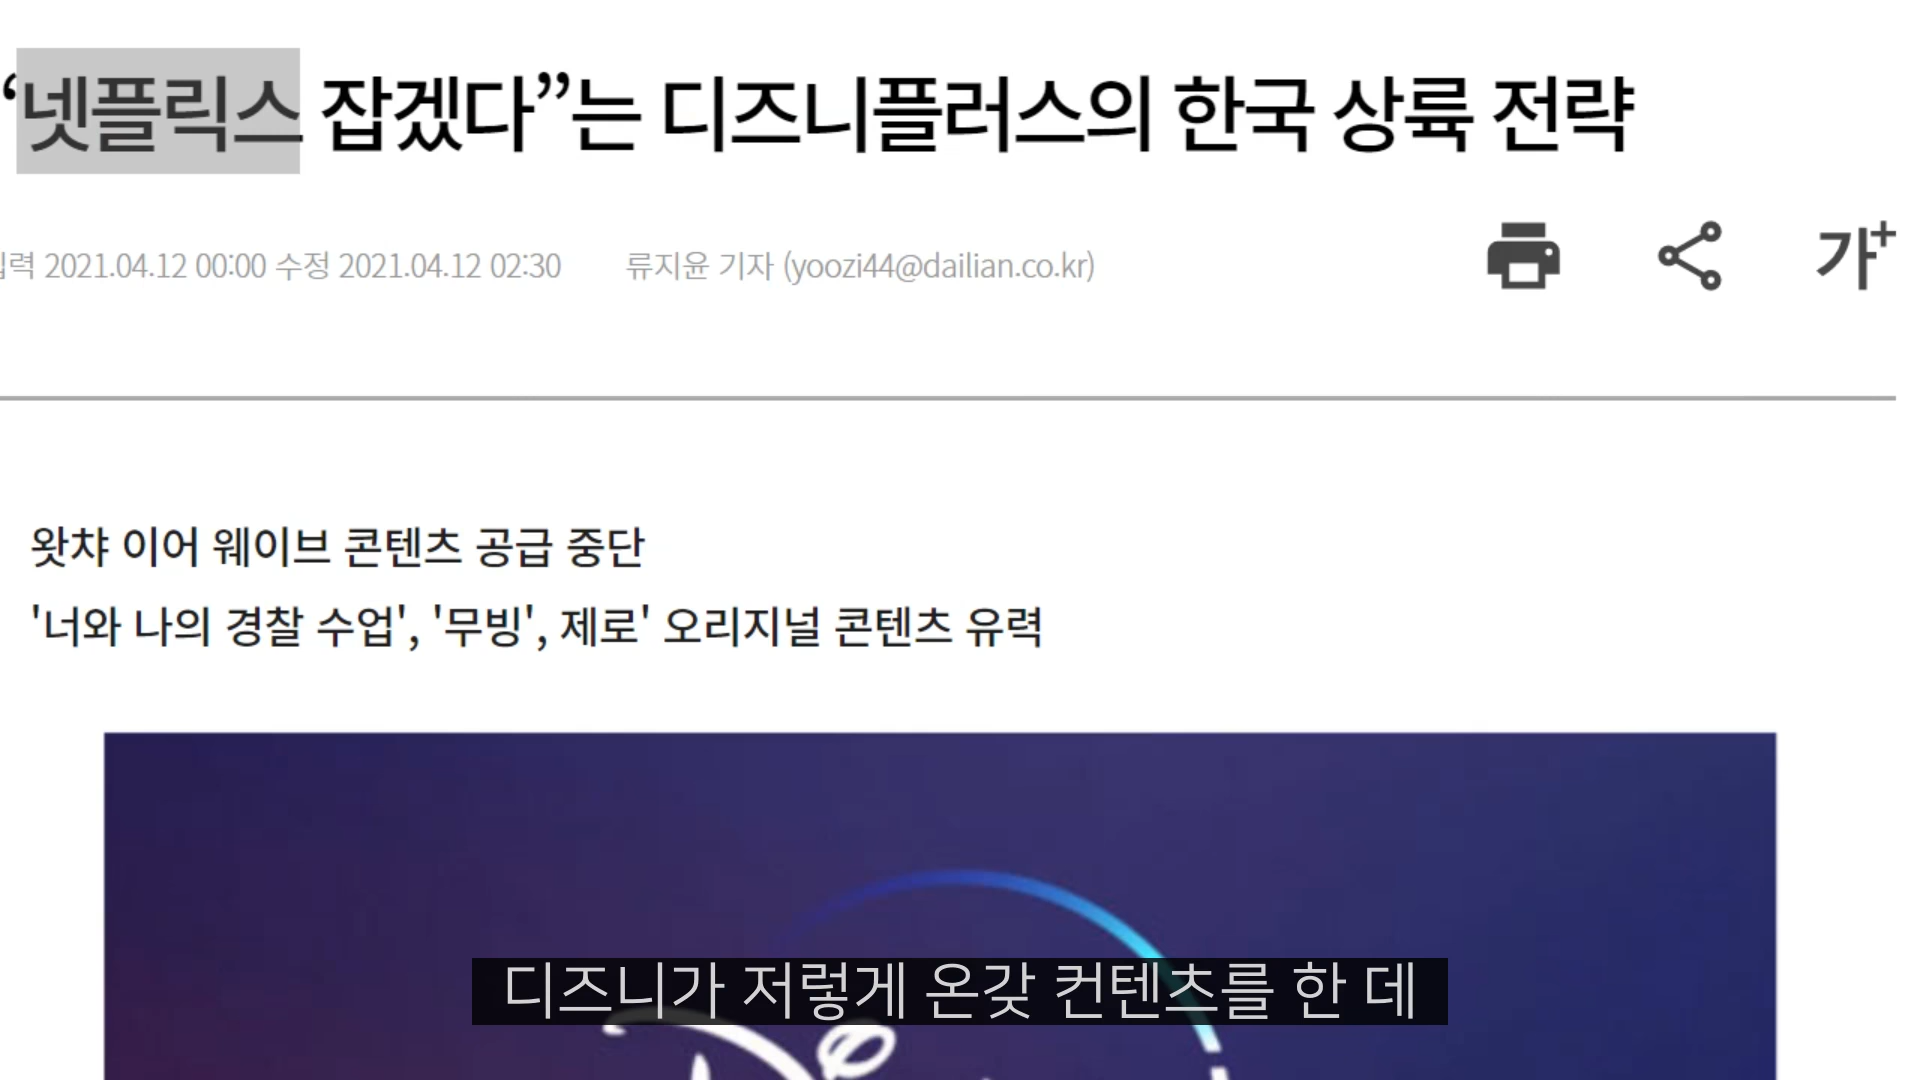 “넷플릭스 잡겠다”는 디즈니플러스의 한국 상륙 전략
입력 2021.04.12 00:00 수정 2021.04.12 02:30 류지윤 기자 (yoozi44@dailian.co.kr)
가+
왓챠 이어 웨이브 콘텐츠 공급 중단
'너와 나의 경찰 수업', '무빙', 제로' 오리지널 콘텐츠 유력
디즈니가 저렇게 온갖 컨텐츠를 한 데